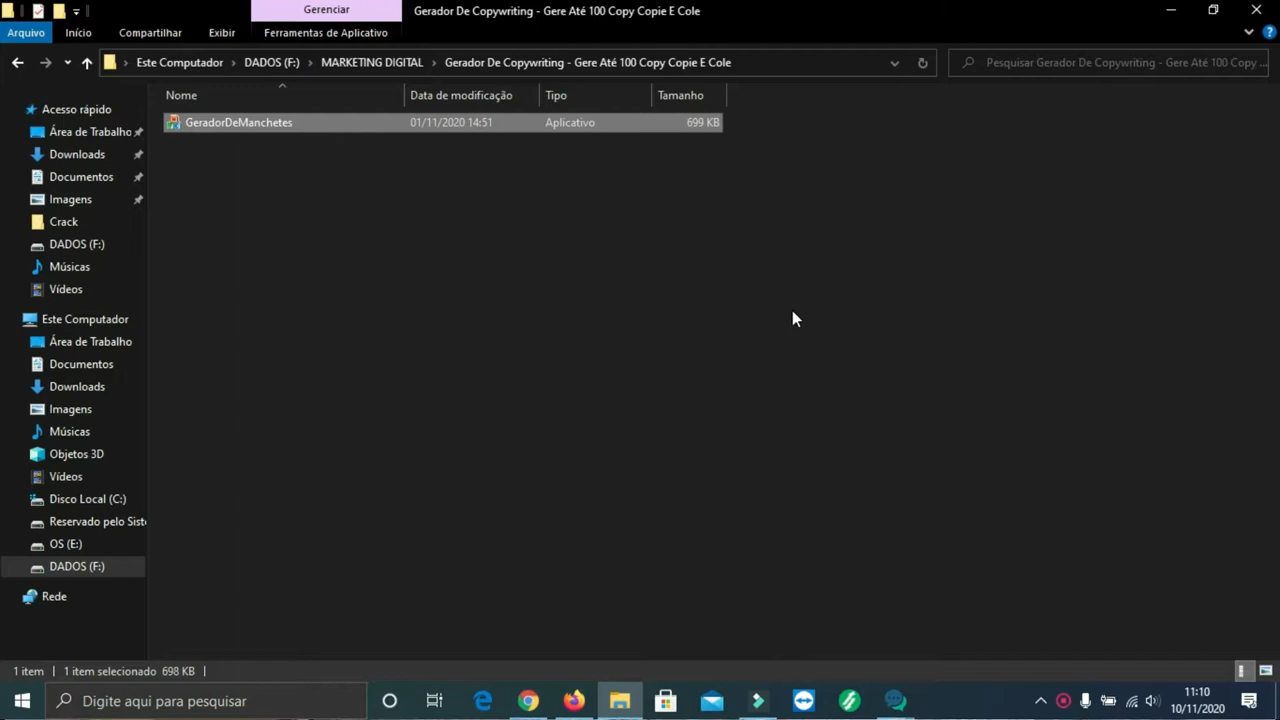 Gerenciar
Gerador De Copywriting - Gere Até 100 Copy Copie E Cole
Arquivo Início Compartilhar Exibir Ferramentas de Aplicativo
Este Computador DADOS (F:) MARKETING DIGITAL Gerador De Copywriting - Gere Até 100 Copy Copie E Cole
Pesquisar Gerador De Copywriting - Gere Até 100 Copy ...
Nome Data de modificação Tipo Tamanho
GeradorDeManchetes 01/11/2020 14:51 Aplicativo 699 KB
Acesso rápido
Área de Trabalho
Downloads
Documentos
Imagens
Crack
DADOS (F:)
Músicas
Vídeos
Este Computador
Área de Trabalho
Documentos
Downloads
Imagens
Músicas
Objetos 3D
Vídeos
Disco Local (C:)
Reservado pelo Siste
OS (E:)
DADOS (F:)
Rede
1 item 1 item selecionado 698 KB
Digite aqui para pesquisar
11:10
10/11/2020